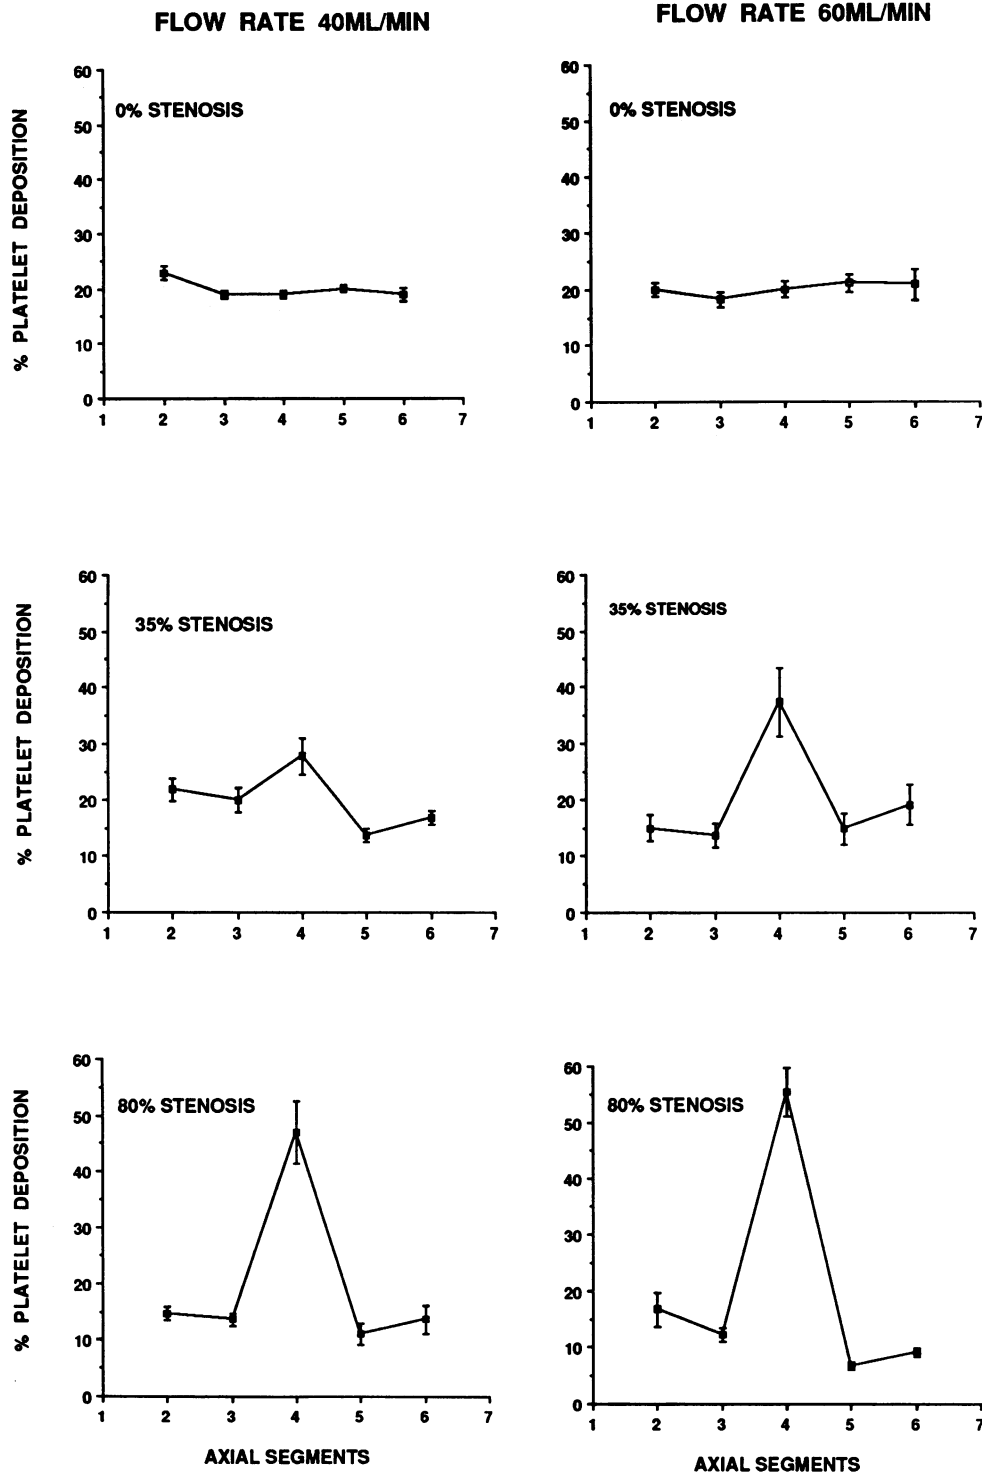 FLOW RATE 40ML/MIN
FLOW RATE 60ML/MIN
% PLATELET DEPOSITION
0% STENOSIS
60
50
40
30
20
10
0
1 2 3 4 5 6 7
0% STENOSIS
60
50
40
30
20
10
0
1 2 3 4 5 6 7
% PLATELET DEPOSITION
35% STENOSIS
60
50
40
30
20
10
0
1 2 3 4 5 6 7
35% STENOSIS
60
50
40
30
20
10
0
1 2 3 4 5 6 7
% PLATELET DEPOSITION
80% STENOSIS
60
50
40
30
20
10
0
1 2 3 4 5 6 7
AXIAL SEGMENTS
80% STENOSIS
60
50
40
30
20
10
0
1 2 3 4 5 6 7
AXIAL SEGMENTS